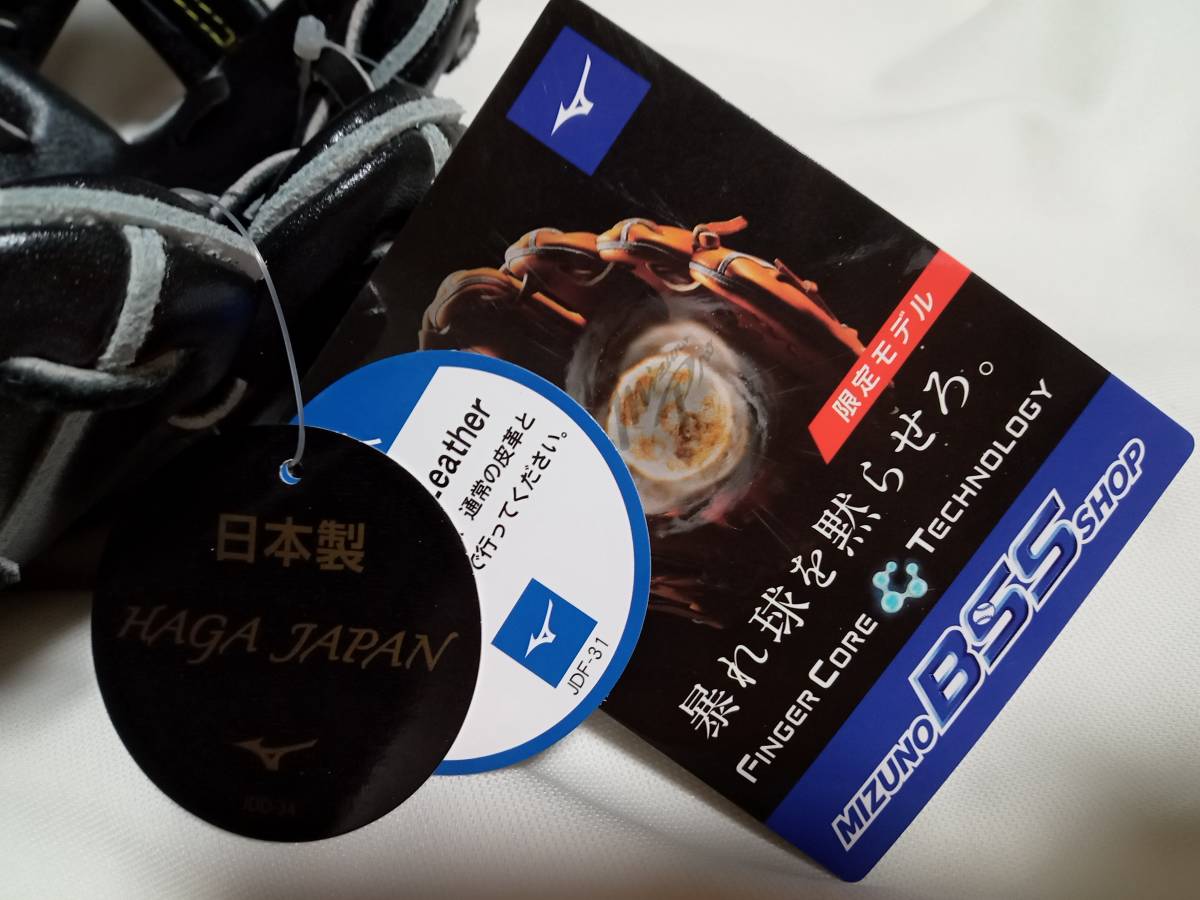 限定モデル
暴れ球を黙らせろ。
FINGER CORE TECHNOLOGY
MIZUNO BSS SHOP
Leather
通常の皮革と
で行ってください。
JDF-31
日本製
HAGA JAPAN